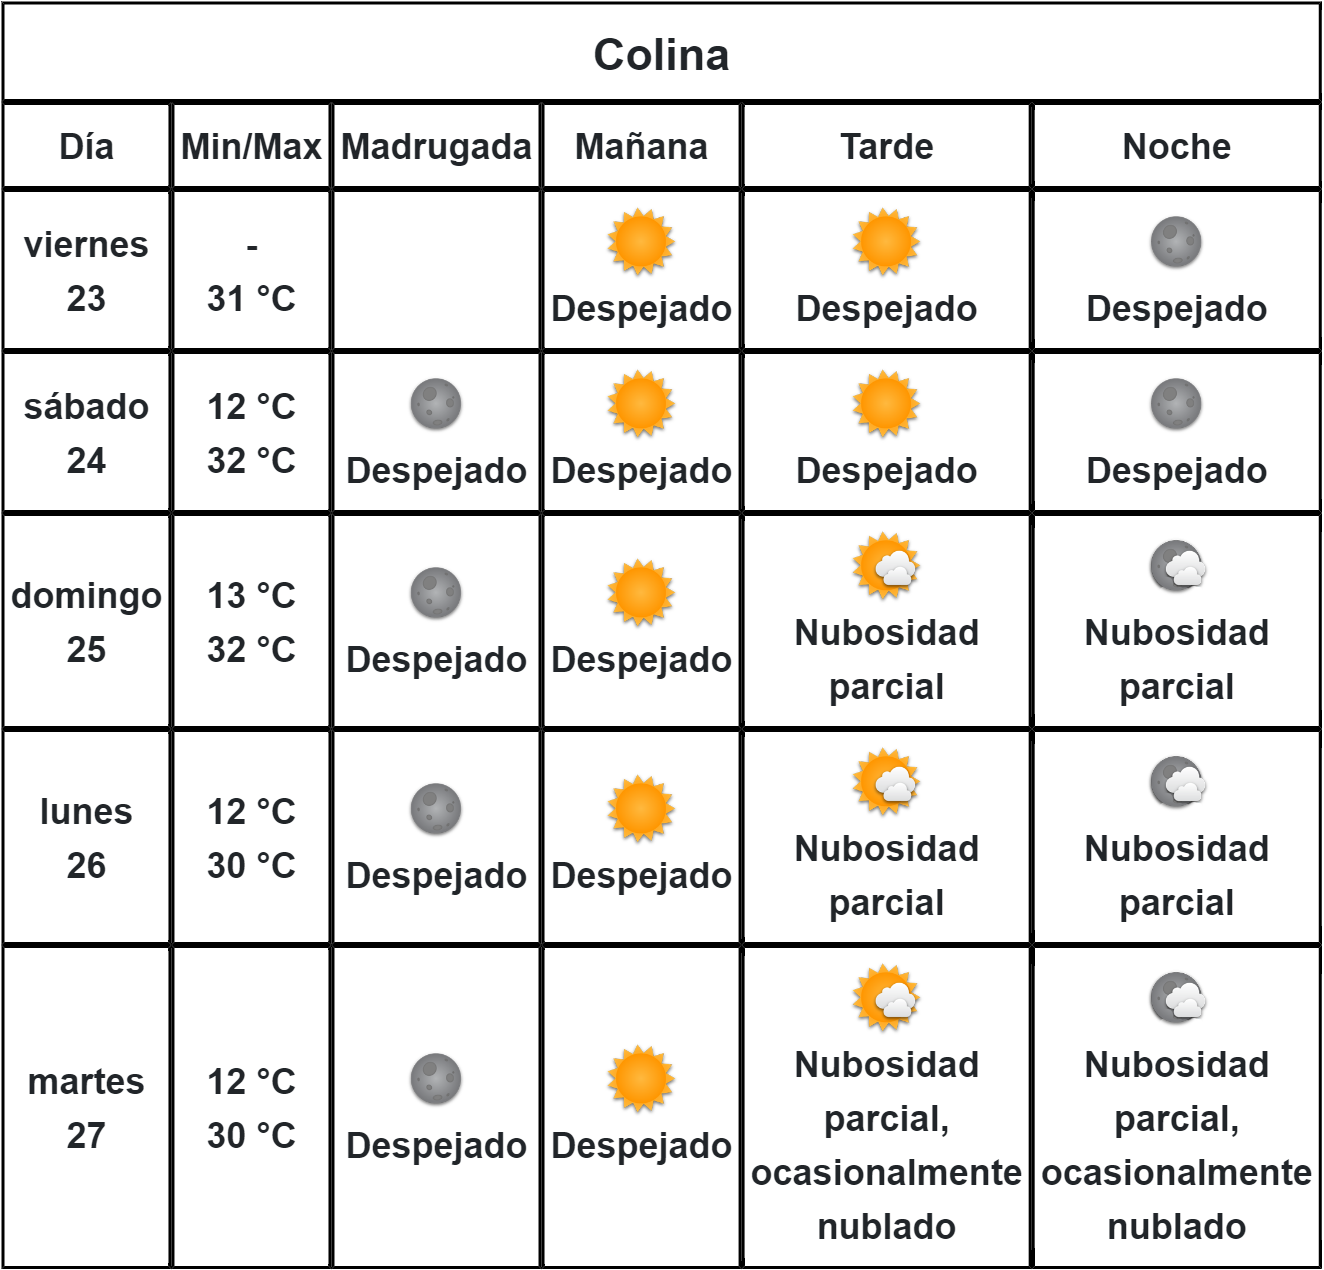 Colina
Día Min/Max Madrugada Mañana Tarde Noche
viernes 23 - 31 °C Despejado Despejado Despejado
sábado 24 12 °C 32 °C Despejado Despejado Despejado Despejado
domingo 25 13 °C 32 °C Despejado Despejado Nubosidad parcial Nubosidad parcial
lunes 26 12 °C 30 °C Despejado Despejado Nubosidad parcial Nubosidad parcial
martes 27 12 °C 30 °C Despejado Despejado Nubosidad parcial, ocasionalmente nublado Nubosidad parcial, ocasionalmente nublado